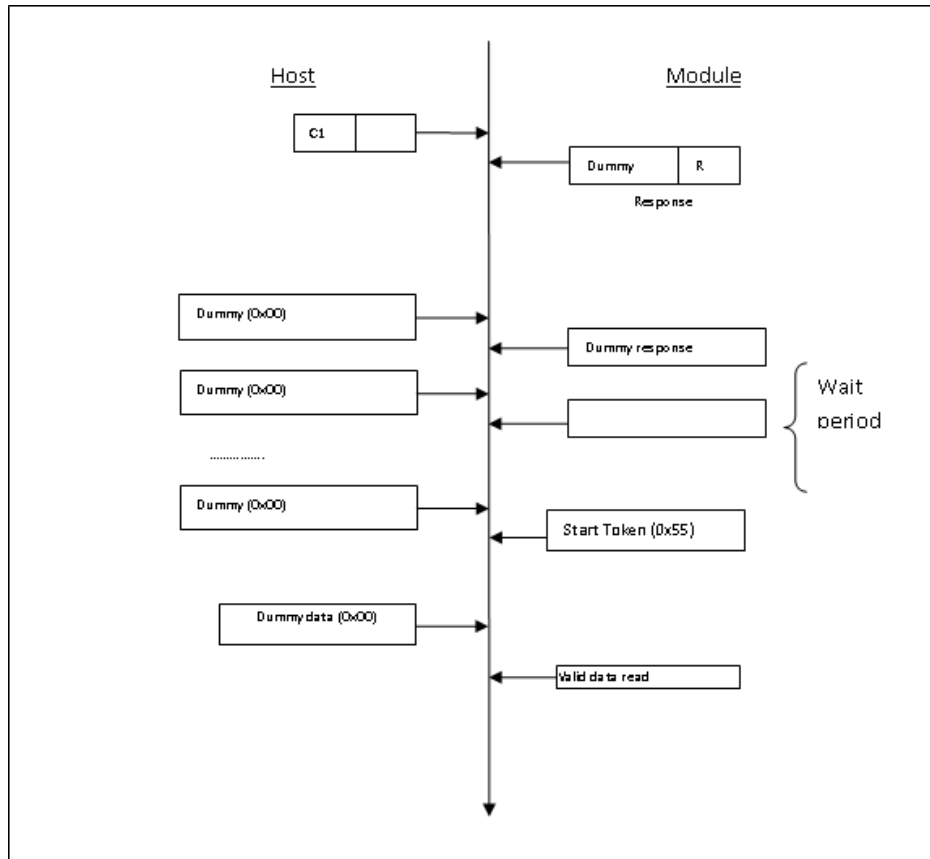 Host
Module
C1
Dummy
R
Response
Dummy (0x00)
Dummy response
Dummy (0x00)
Wait
period
................
Dummy (0x00)
Start Token (0x55)
Dummy data (0x00)
Valid data read